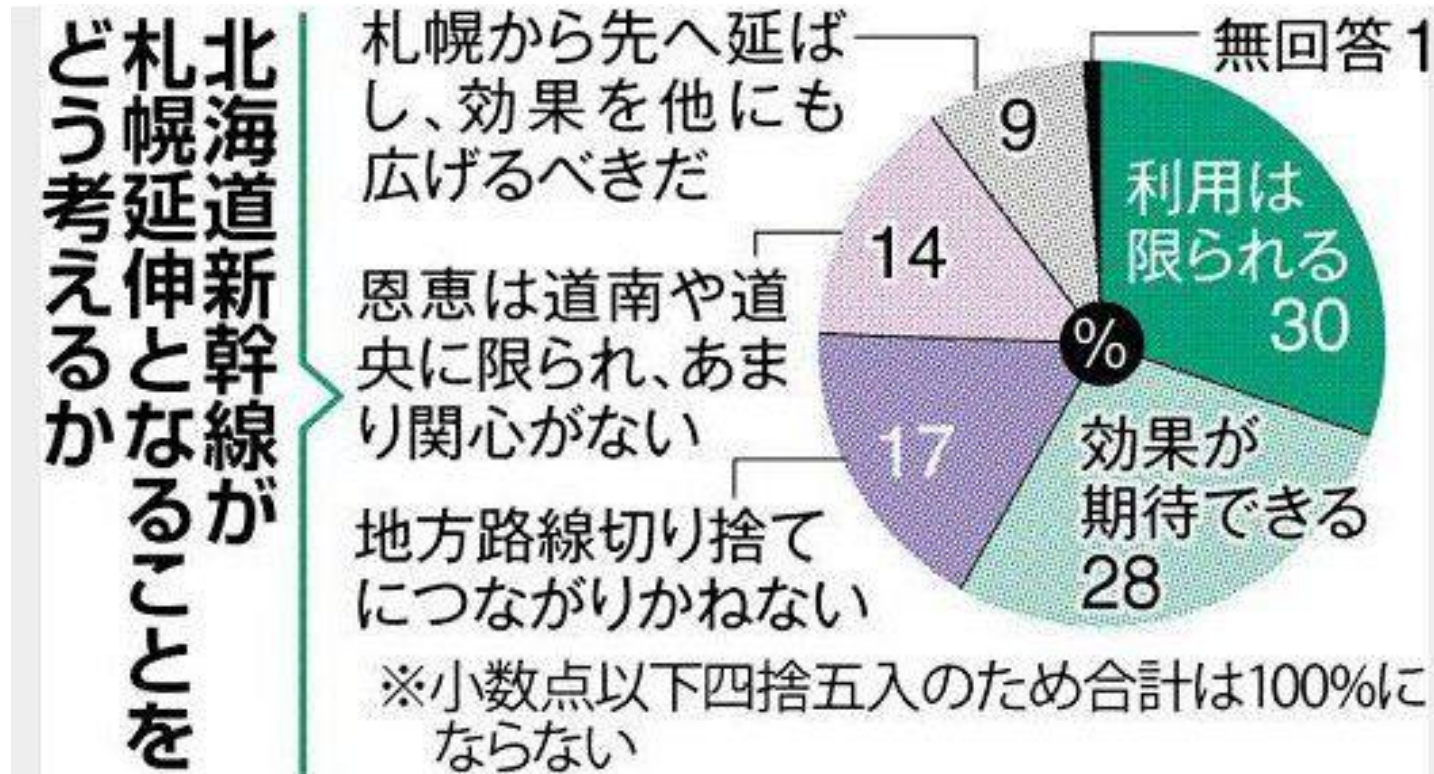 北海道新幹線が
札幌延伸となることを
どう考えるか
札幌から先へ延ば
し、効果を他にも
広げるべきだ
恩恵は道南や道
央に限られ、あま
り関心がない
地方路線切り捨て
につながりかねない
無回答1
9
14
17
利用は
限られる
30
%
効果が
期待できる
28
※小数点以下四捨五入のため合計は100%に
ならない